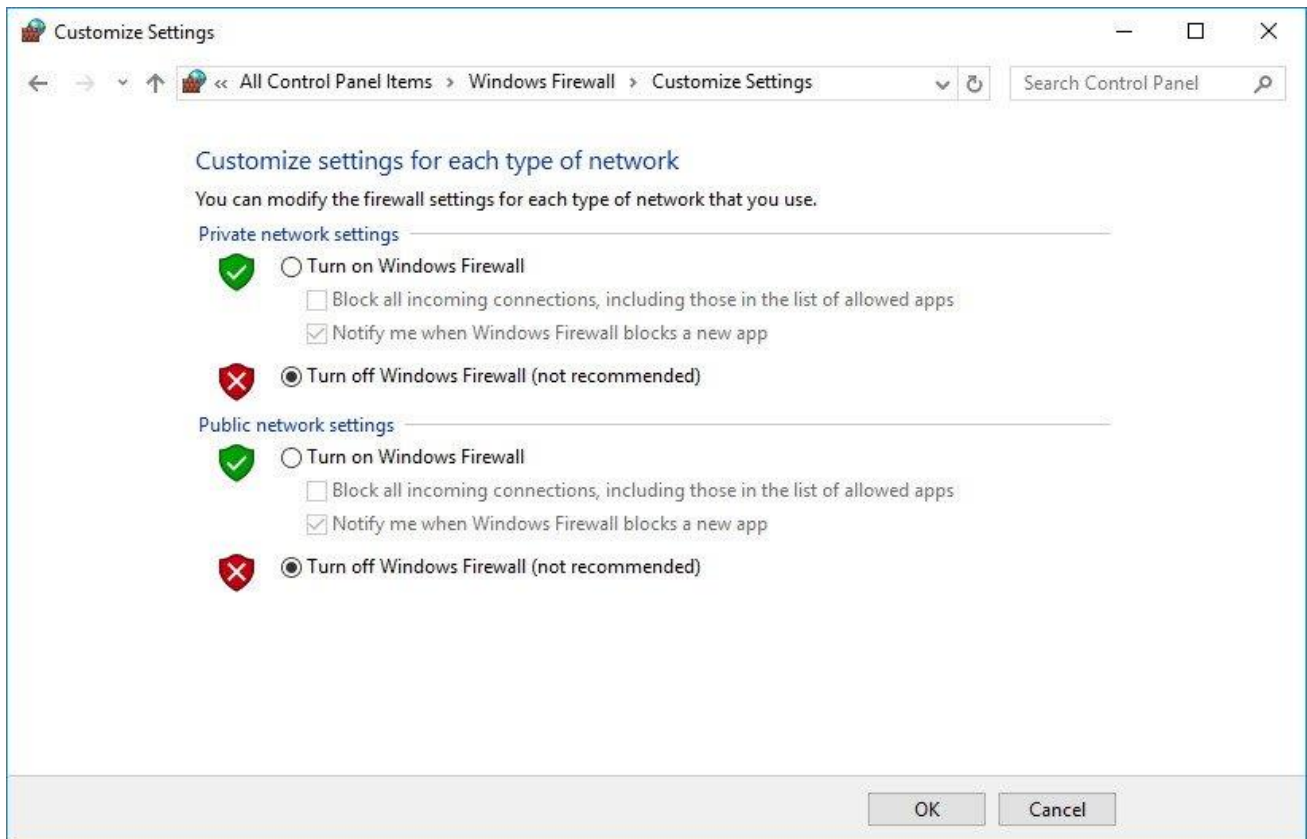 Customize Settings
« All Control Panel Items > Windows Firewall > Customize Settings
Search Control Panel
Customize settings for each type of network
You can modify the firewall settings for each type of network that you use.
Private network settings
Turn on Windows Firewall
Block all incoming connections, including those in the list of allowed apps
Notify me when Windows Firewall blocks a new app
Turn off Windows Firewall (not recommended)
Public network settings
Turn on Windows Firewall
Block all incoming connections, including those in the list of allowed apps
Notify me when Windows Firewall blocks a new app
Turn off Windows Firewall (not recommended)
OK
Cancel